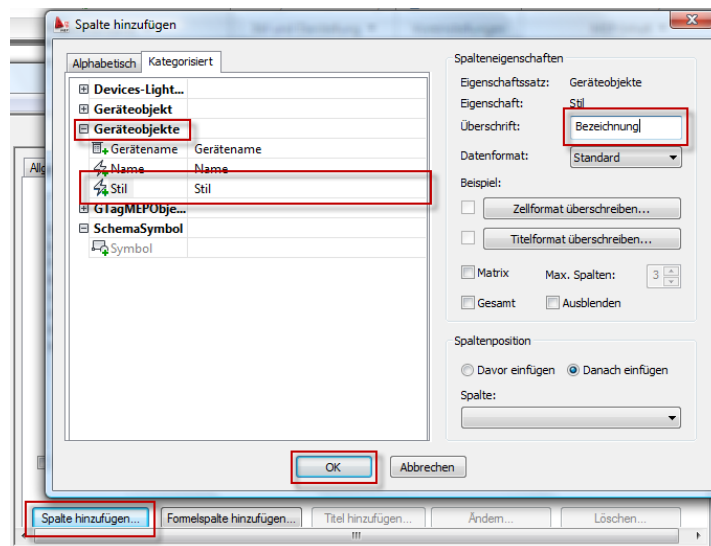 Spalte hinzufügen
Alphabetisch Kategorisiert
Devices-Light...
Geräteobjekt
Geräteobjekte
Gerätename Gerätename
Name Name
Stil Stil
GTagMEPObje...
SchemaSymbol
Symbol
Spalteneigenschaften
Eigenschaftssatz: Geräteobjekte
Eigenschaft: Stil
Überschrift: Bezeichnung
Datenformat: Standard
Beispiel:
Zellformat überschreiben...
Titelformat überschreiben...
Matrix Max. Spalten: 3
Gesamt Ausblenden
Spaltenposition
Davor einfügen Danach einfügen
Spalte:
OK Abbrechen
Allg
Spalte hinzufügen... Formelspalte hinzufügen... Titel hinzufügen... Ändern... Löschen...